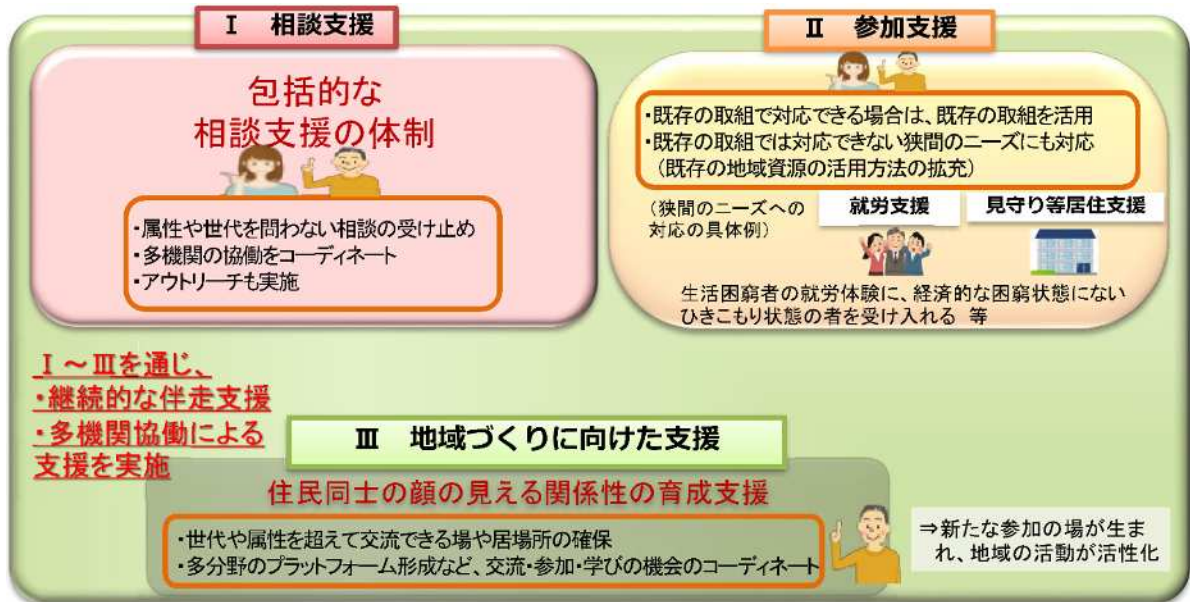 Ⅰ 相談支援
包括的な
相談支援の体制
・属性や世代を問わない相談の受け止め
・多機関の協働をコーディネート
・アウトリーチも実施
Ⅱ 参加支援
・既存の取組で対応できる場合は、既存の取組を活用
・既存の取組では対応できない狭間のニーズにも対応
（既存の地域資源の活用方法の拡充）
（狭間のニーズへの
対応の具体例）
就労支援
見守り等居住支援
生活困窮者の就労体験に、経済的な困窮状態にない
ひきこもり状態の者を受け入れる 等
Ⅰ～Ⅲを通じ、
・継続的な伴走支援
・多機関協働による
支援を実施
Ⅲ 地域づくりに向けた支援
住民同士の顔の見える関係性の育成支援
・世代や属性を超えて交流できる場や居場所の確保
・多分野のプラットフォーム形成など、交流・参加・学びの機会のコーディネート
⇒新たな参加の場が生ま
れ、地域の活動が活性化